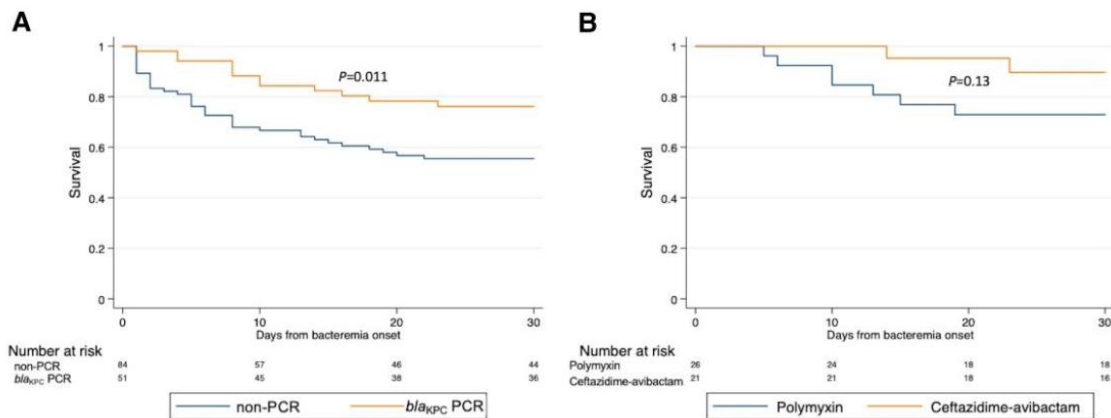 A
1
0.8
0.6
0.4
0.2
0
Survival
P=0.011
0 10 20 30
Days from bacteremia onset
Number at risk
non-PCR 84 57 46 44
blaKPC PCR 51 45 38 36
non-PCR blaKPC PCR
B
1
0.8
0.6
0.4
0.2
0
Survival
P=0.13
0 10 20 30
Days from bacteremia onset
Number at risk
Polymyxin 26 24 18 18
Ceftazidime-avibactam 21 21 18 16
Polymyxin Ceftazidime-avibactam